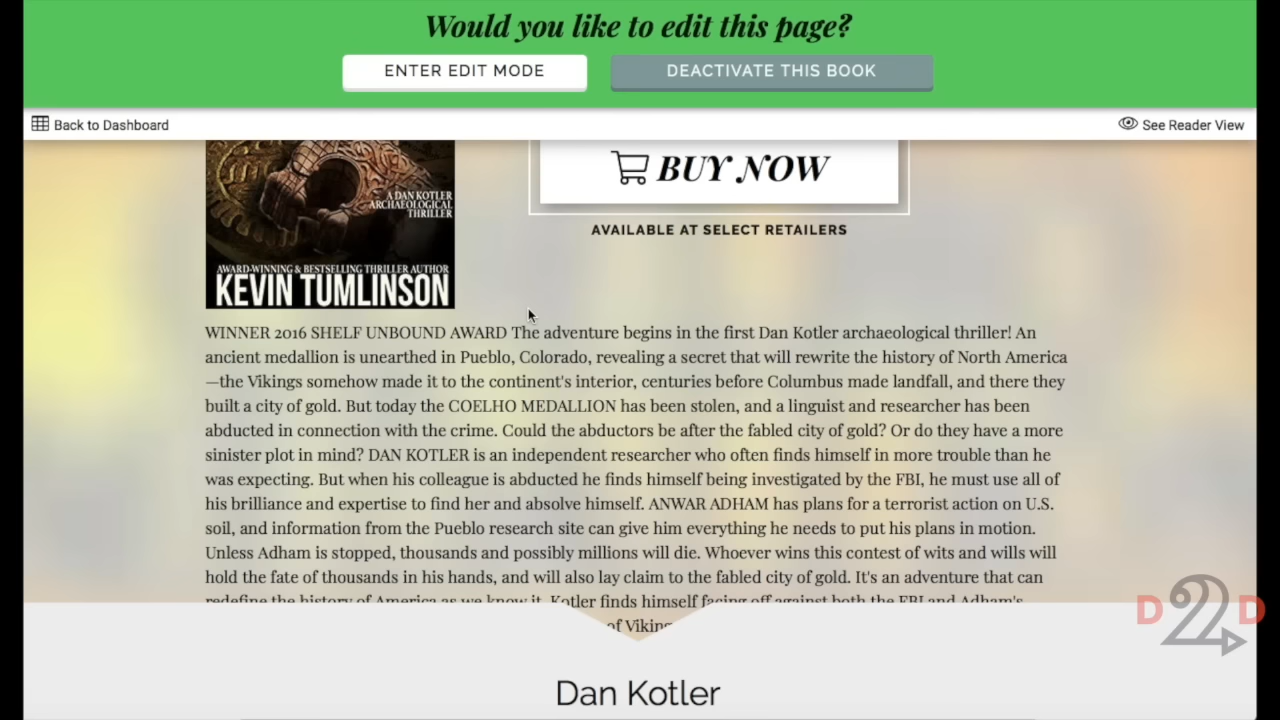 Would you like to edit this page?
ENTER EDIT MODE
DEACTIVATE THIS BOOK
Back to Dashboard
See Reader View
A DAN KOTLER
ARCHAEOLOGICAL
THRILLER
AWARD-WINNING & BESTSELLING THRILLER AUTHOR
KEVIN TUMLINSON
BUY NOW
AVAILABLE AT SELECT RETAILERS
WINNER 2016 SHELF UNBOUND AWARD The adventure begins in the first Dan Kotler archaeological thriller! An
ancient medallion is unearthed in Pueblo, Colorado, revealing a secret that will rewrite the history of North America
—the Vikings somehow made it to the continent's interior, centuries before Columbus made landfall, and there they
built a city of gold. But today the COELHO MEDALLION has been stolen, and a linguist and researcher has been
abducted in connection with the crime. Could the abductors be after the fabled city of gold? Or do they have a more
sinister plot in mind? DAN KOTLER is an independent researcher who often finds himself in more trouble than he
was expecting. But when his colleague is abducted he finds himself being investigated by the FBI, he must use all of
his brilliance and expertise to find her and absolve himself. ANWAR ADHAM has plans for a terrorist action on U.S.
soil, and information from the Pueblo research site can give him everything he needs to put his plans in motion.
Unless Adham is stopped, thousands and possibly millions will die. Whoever wins this contest of wits and wills will
hold the fate of thousands in his hands, and will also lay claim to the fabled city of gold. It's an adventure that can
redefine the history of America as we know it. Kotler finds himself facing off against both the FBI and Adham's
of Viking
Dan Kotler
D2D